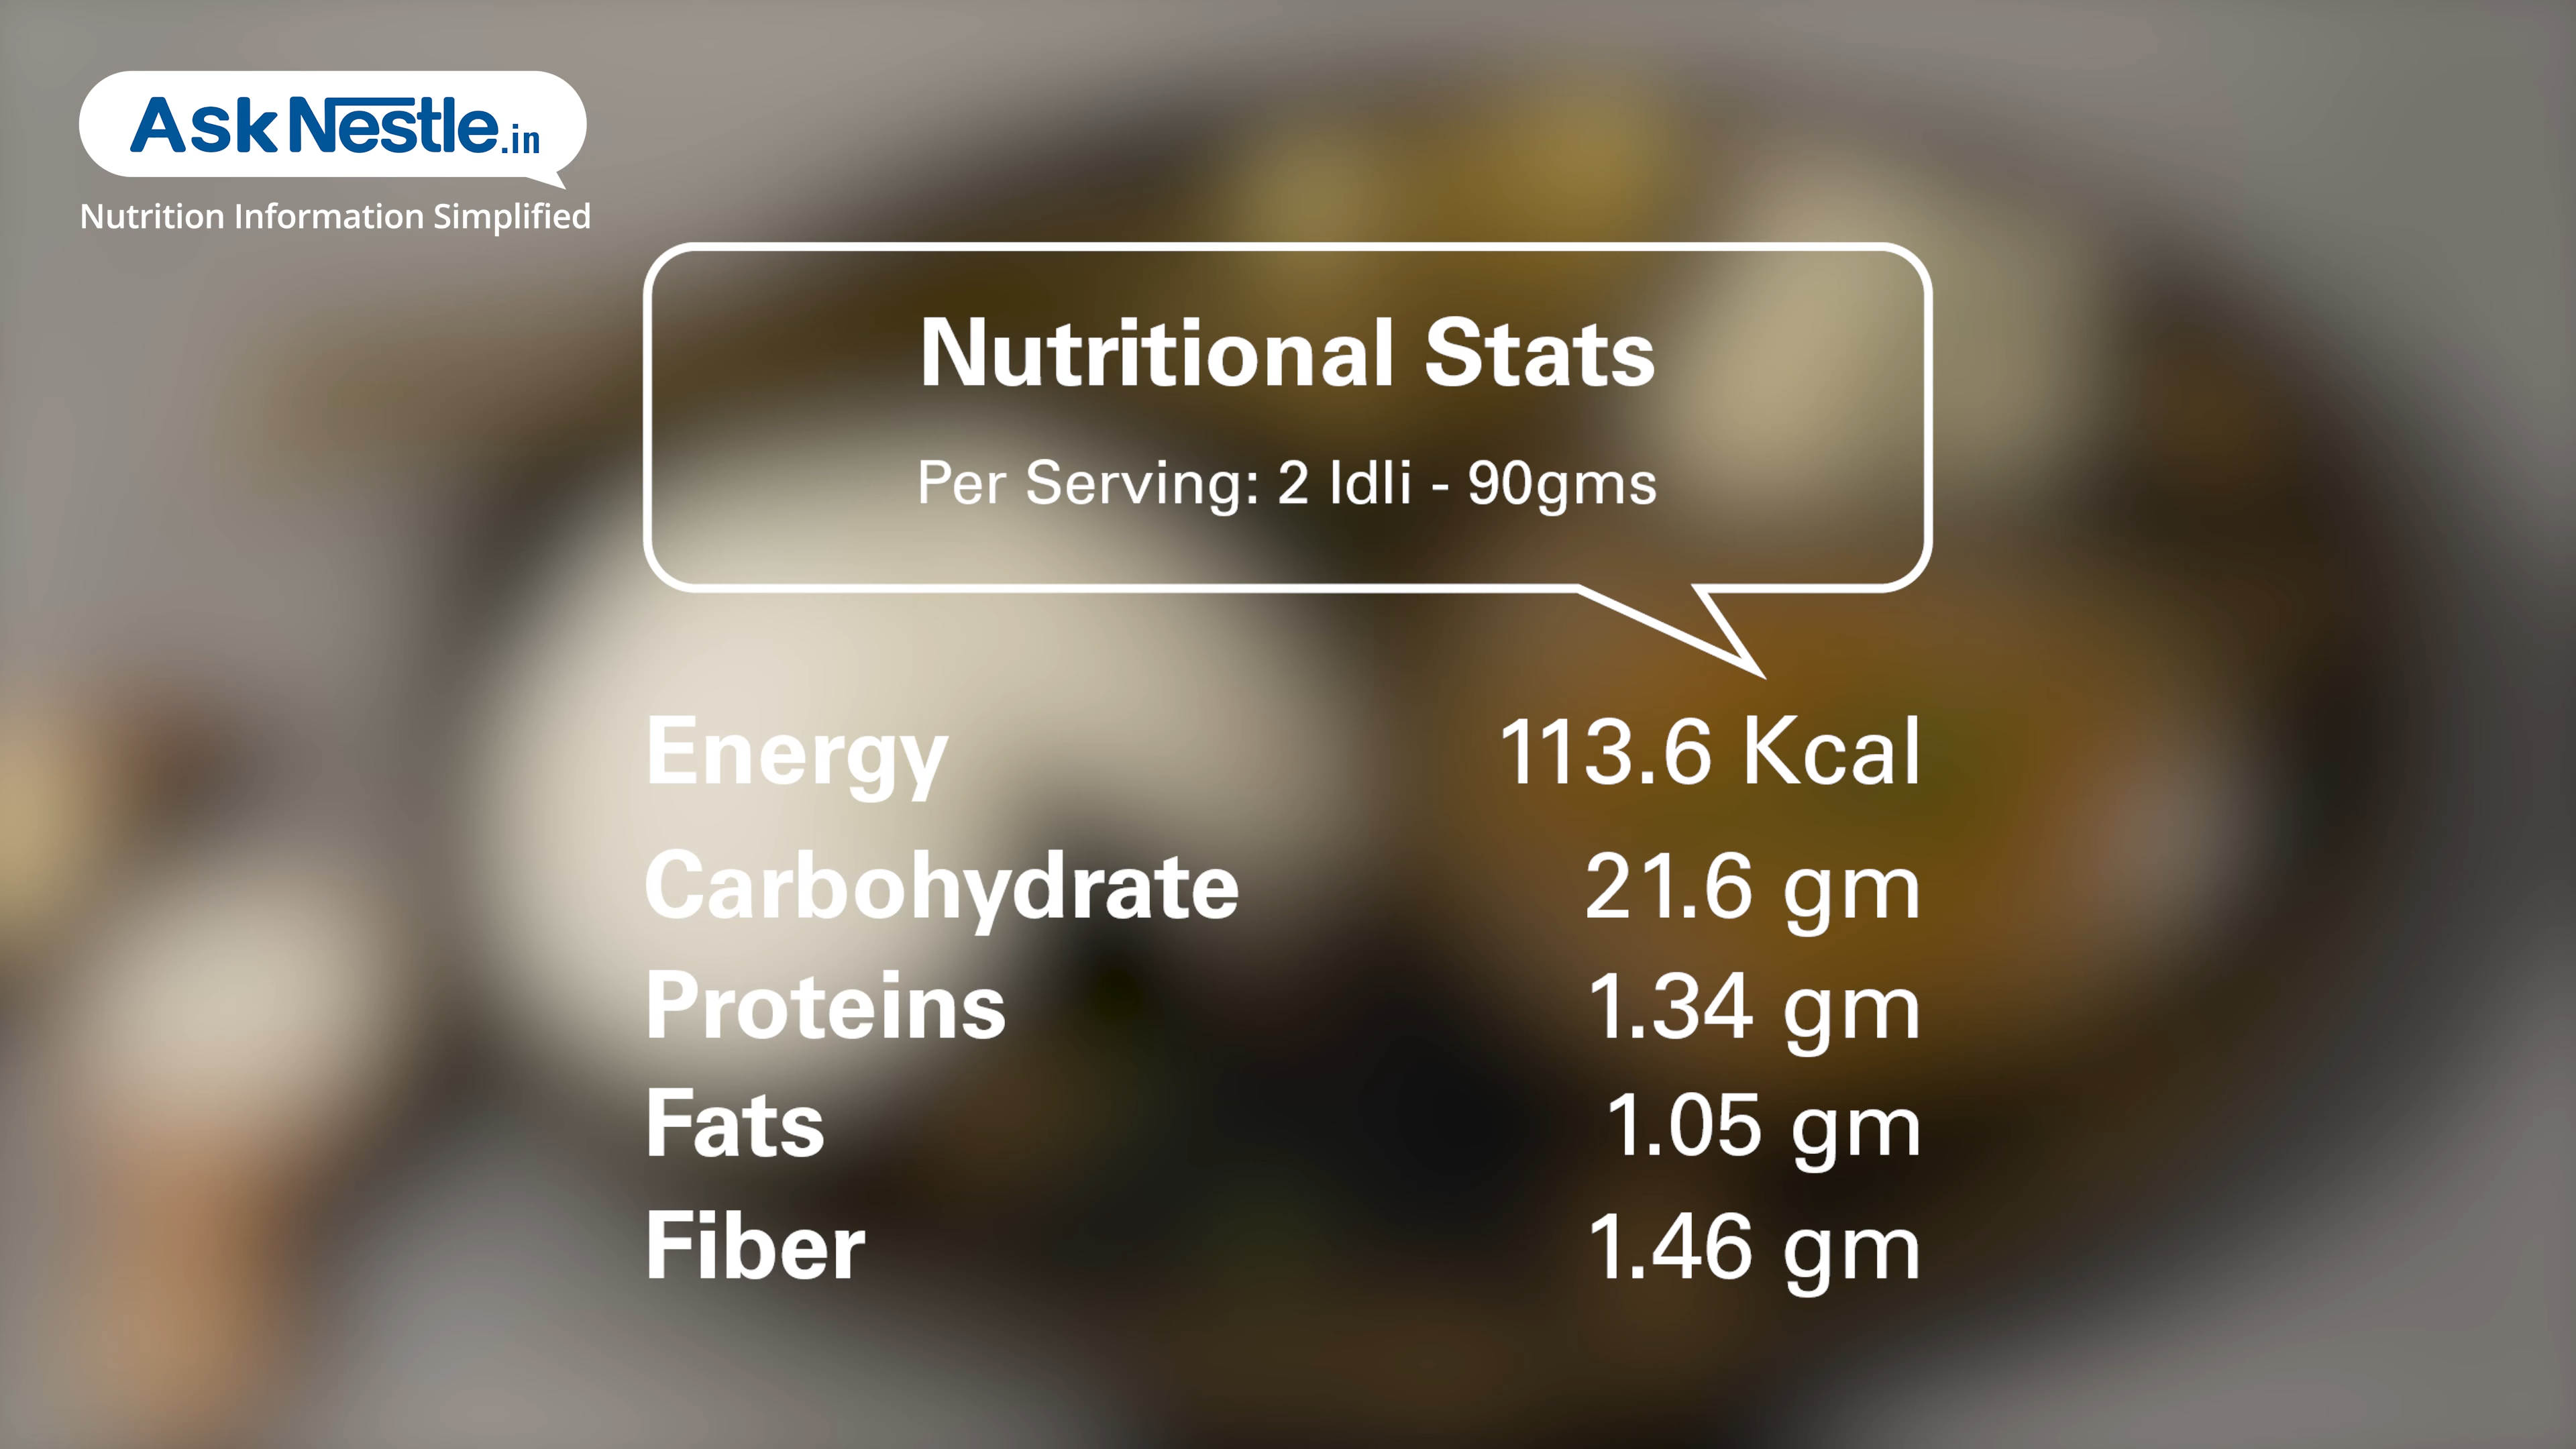 AskNestle.in
Nutrition Information Simplified
Nutritional Stats
Per Serving: 2 Idli - 90gms
Energy 113.6 Kcal
Carbohydrate 21.6 gm
Proteins 1.34 gm
Fats 1.05 gm
Fiber 1.46 gm